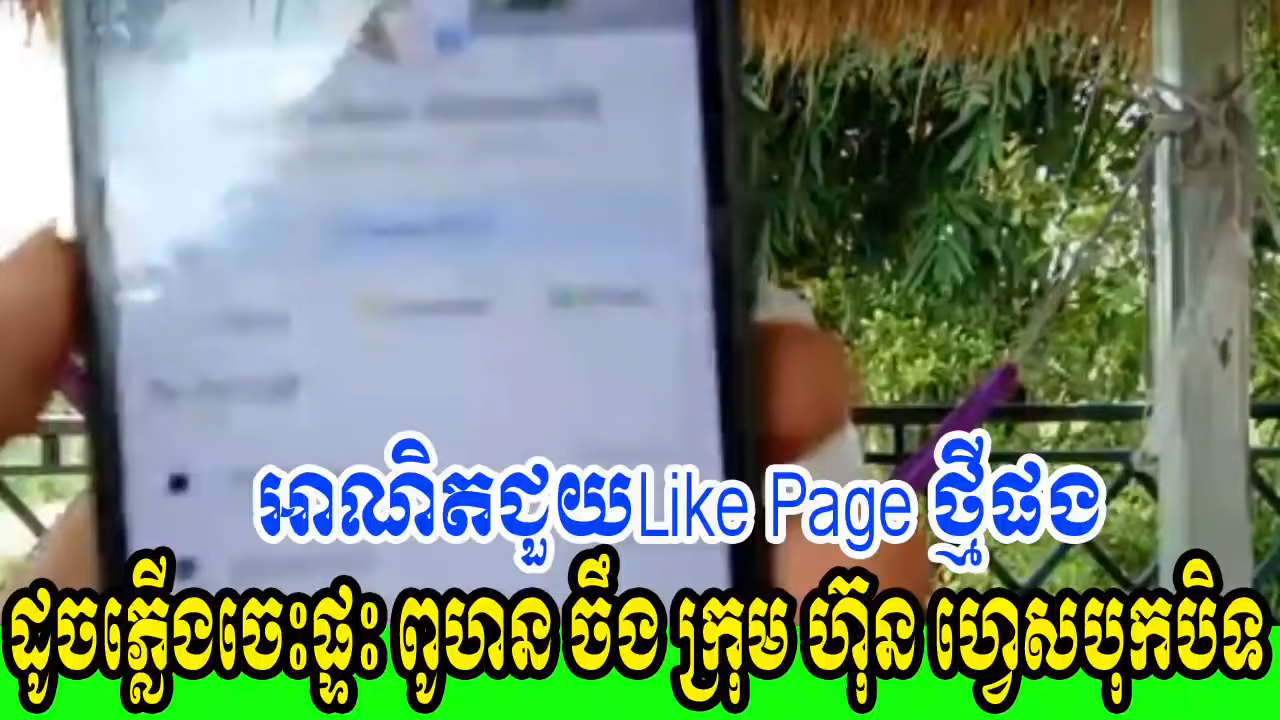 អាណិតជួយLike Page ថ្មីផង
ដូចភ្លើងចេះផ្ទះ ពូហាន ចឹង ក្រុម ហ៊ុន ហ្វេសបុកបិទ